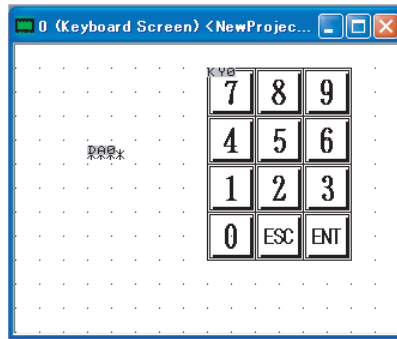 0 (Keyboard Screen) <NewProjec...
KY0
7 8 9
DA0
***
4 5 6
1 2 3
0 ESC ENT